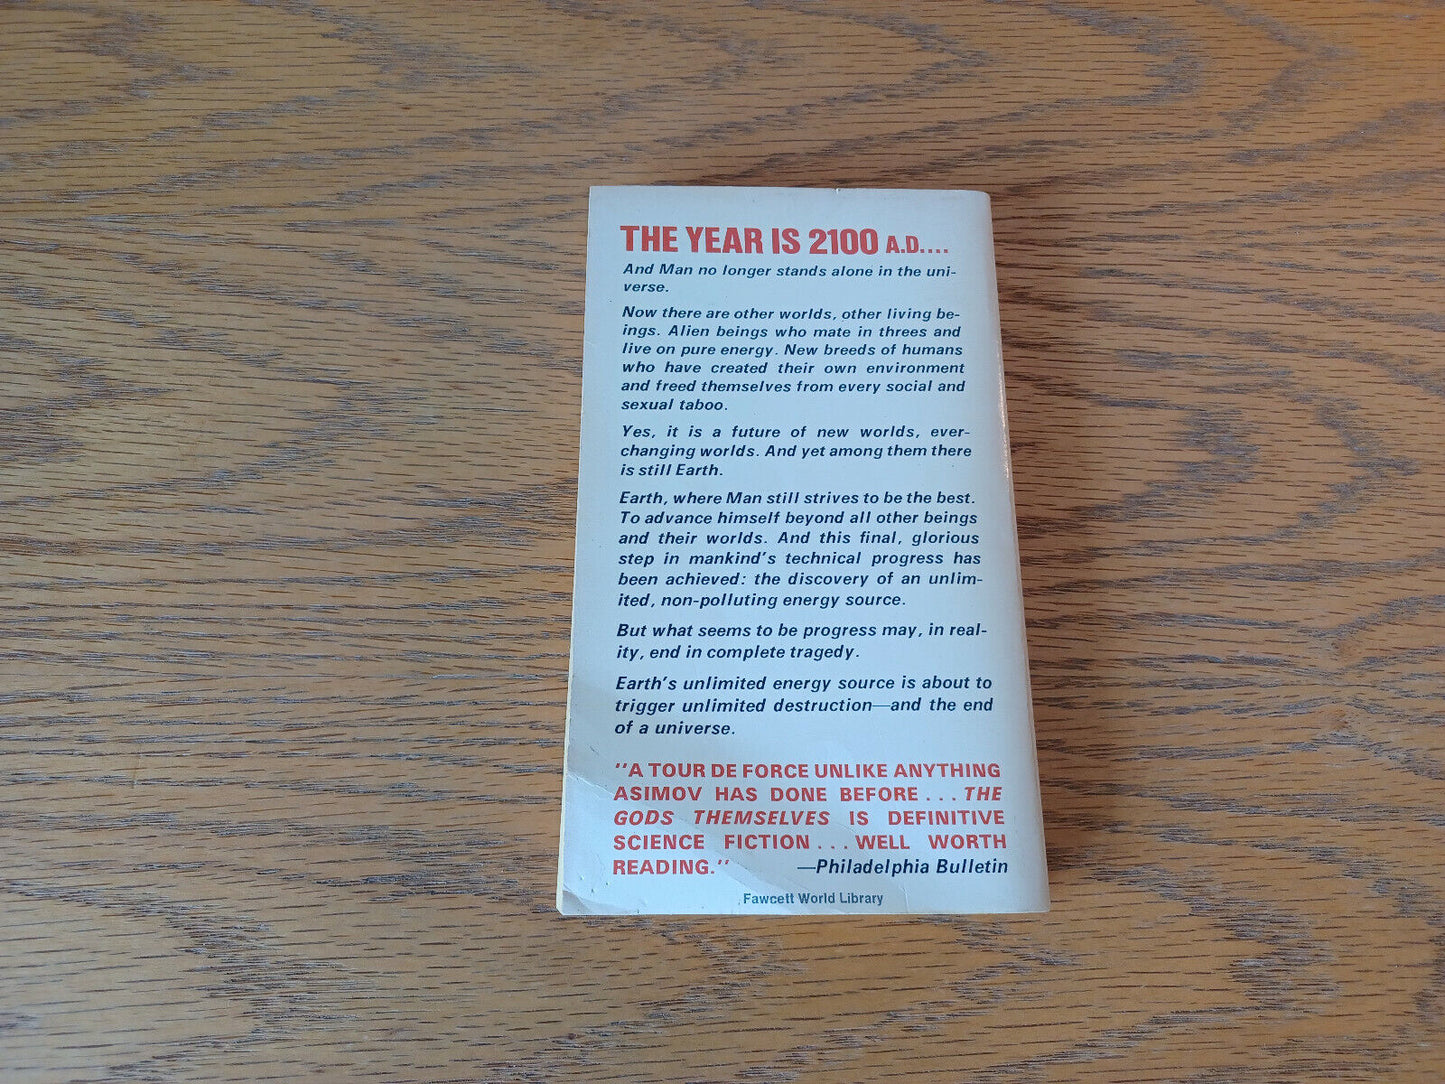 THE YEAR IS 2100 A.D....
And Man no longer stands alone in the uni-
verse.
Now there are other worlds, other living be-
ings. Alien beings who mate in threes and
live on pure energy. New breeds of humans
who have created their own environment
and freed themselves from every social and
sexual taboo.
Yes, it is a future of new worlds, ever-
changing worlds. And yet among them there
is still Earth.
Earth, where Man still strives to be the best.
To advance himself beyond all other beings
and their worlds. And this final, glorious
step in mankind's technical progress has
been achieved: the discovery of an unlim-
ited, non-polluting energy source.
But what seems to be progress may, in real-
ity, end in complete tragedy.
Earth's unlimited energy source is about to
trigger unlimited destruction—and the end
of a universe.
"A TOUR DE FORCE UNLIKE ANYTHING
ASIMOV HAS DONE BEFORE . . . THE
GODS THEMSELVES IS DEFINITIVE
SCIENCE FICTION . . . WELL WORTH
READING." —Philadelphia Bulletin
Fawcett World Library